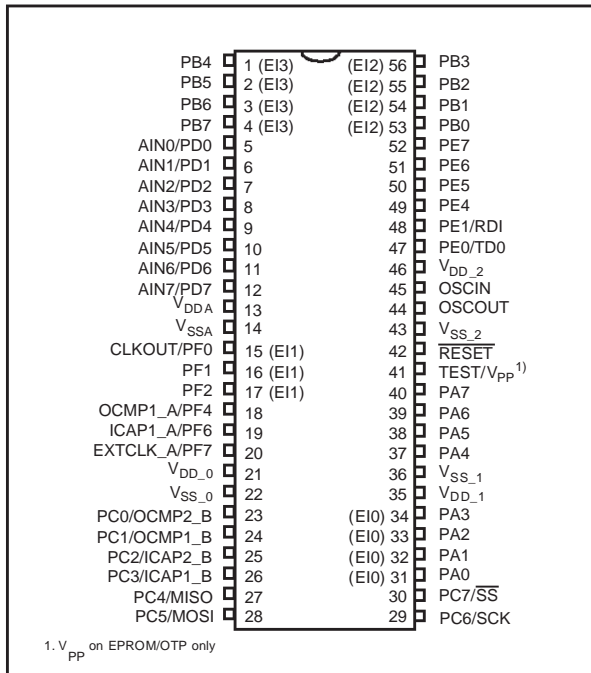 PB4 1 (EI3) (EI2) 56 PB3
PB5 2 (EI3) (EI2) 55 PB2
PB6 3 (EI3) (EI2) 54 PB1
PB7 4 (EI3) (EI2) 53 PB0
AIN0/PD0 5 52 PE7
AIN1/PD1 6 51 PE6
AIN2/PD2 7 50 PE5
AIN3/PD3 8 49 PE4
AIN4/PD4 9 48 PE1/RDI
AIN5/PD5 10 47 PE0/TD0
AIN6/PD6 11 46 VDD_2
AIN7/PD7 12 45 OSCIN
VDDA 13 44 OSCOUT
VSSA 14 43 VSS_2
CLKOUT/PF0 15 (EI1) 42 RESET
PF1 16 (EI1) 41 TEST/VPP1)
PF2 17 (EI1) 40 PA7
OCMP1_A/PF4 18 39 PA6
ICAP1_A/PF6 19 38 PA5
EXTCLK_A/PF7 20 37 PA4
VDD_0 21 36 VSS_1
VSS_0 22 35 VDD_1
PC0/OCMP2_B 23 (EI0) 34 PA3
PC1/OCMP1_B 24 (EI0) 33 PA2
PC2/ICAP2_B 25 (EI0) 32 PA1
PC3/ICAP1_B 26 (EI0) 31 PA0
PC4/MISO 27 30 PC7/SS
PC5/MOSI 28 29 PC6/SCK
1. VPP on EPROM/OTP only